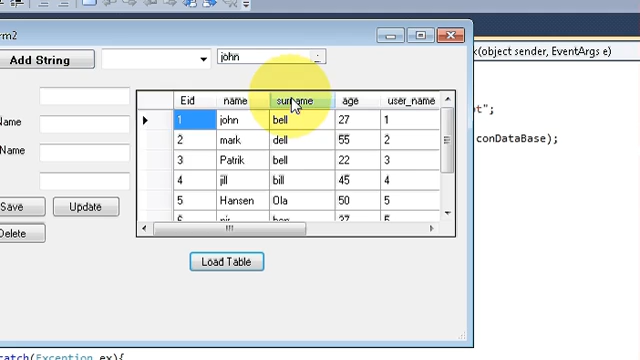 rm2
Add String
john
(object sender, EventArgs e)
Eid name surname age user_name
1 john bell 27 1
t";
Name
2 mark dell 55 2
conDataBase);
Name
3 Patrik bell 22 3
4 jill bill 45 4
Save Update
5 Hansen Ola 50 5
Delete
Load Table
catch(Exception ex){